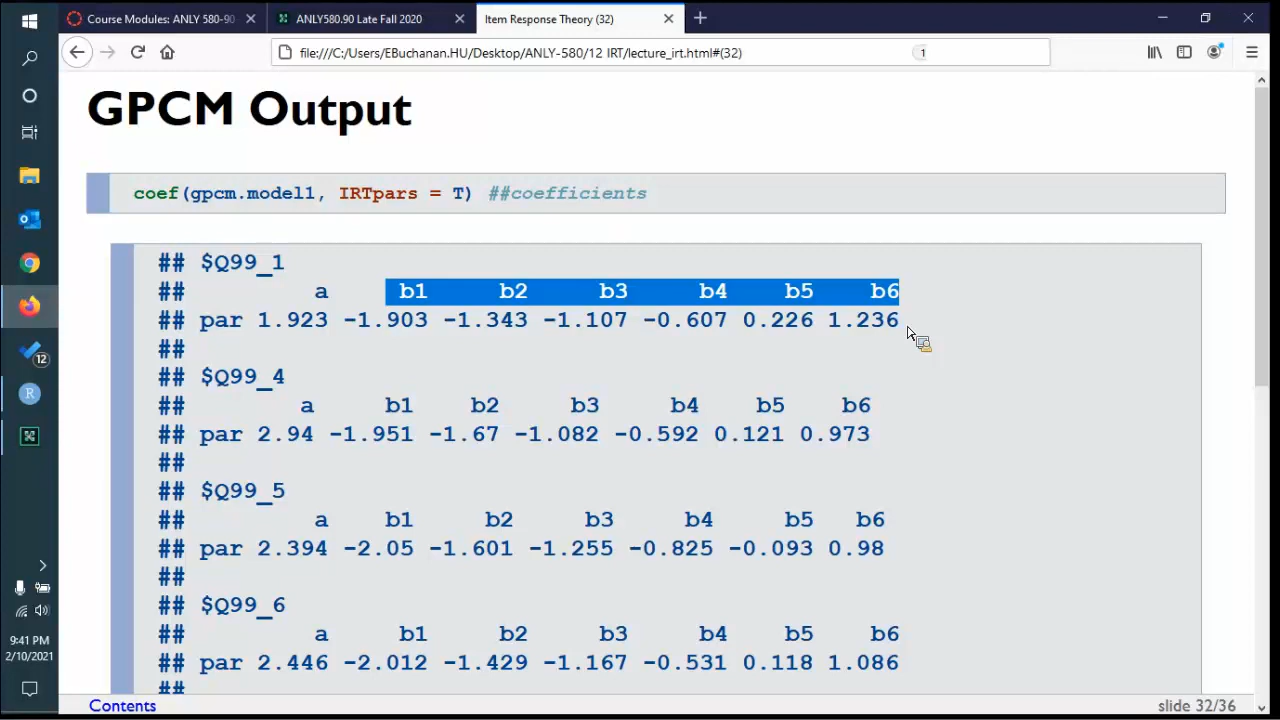 Course Modules: ANLY 580-90
ANLY580.90 Late Fall 2020
Item Response Theory (32)
file:///C:/Users/EBuchanan.HU/Desktop/ANLY-580/12 IRT/lecture_irt.html#(32)
1
GPCM Output
coef(gpcm.model1, IRTpars = T) ##coefficients
## $Q99_1
## a b1 b2 b3 b4 b5 b6
## par 1.923 -1.903 -1.343 -1.107 -0.607 0.226 1.236
##
## $Q99_4
## a b1 b2 b3 b4 b5 b6
## par 2.94 -1.951 -1.67 -1.082 -0.592 0.121 0.973
##
## $Q99_5
## a b1 b2 b3 b4 b5 b6
## par 2.394 -2.05 -1.601 -1.255 -0.825 -0.093 0.98
##
## $Q99_6
## a b1 b2 b3 b4 b5 b6
## par 2.446 -2.012 -1.429 -1.167 -0.531 0.118 1.086
##
Contents
slide 32/36
12
R
9:41 PM
2/10/2021